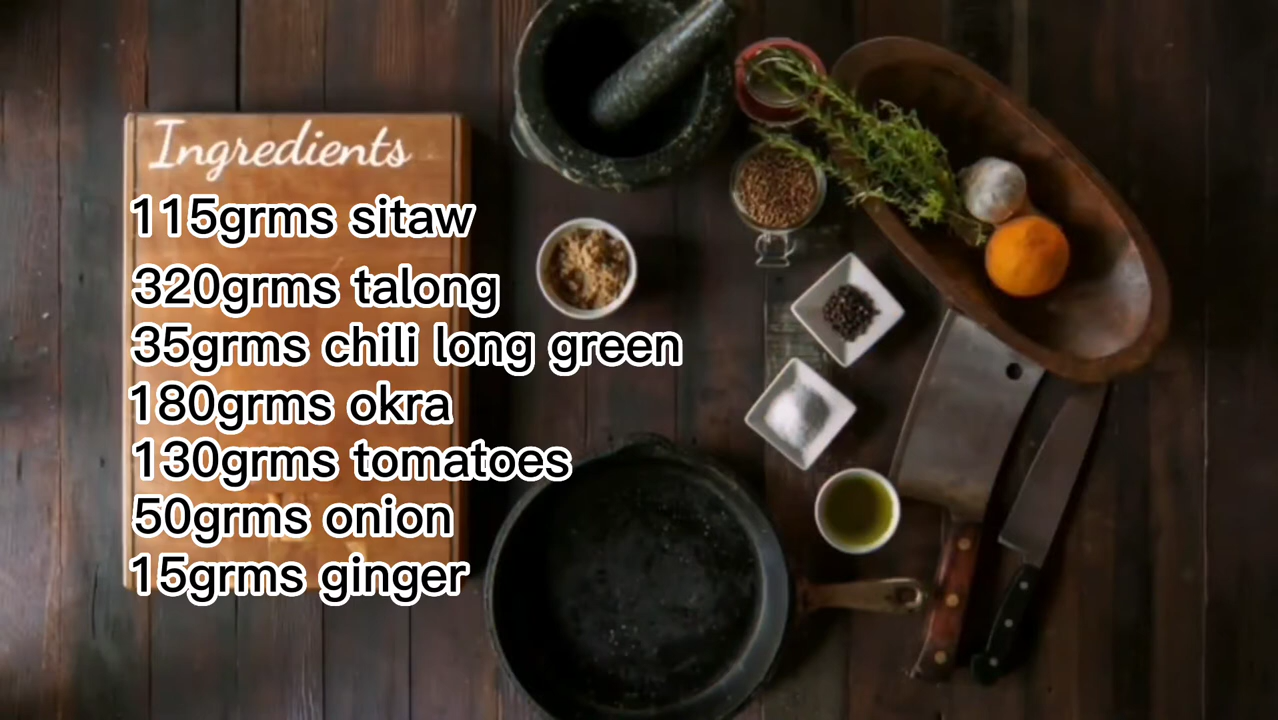 Ingredients
115grms sitaw
320grms talong
35grms chili long green
180grms okra
130grms tomatoes
50grms onion
15grms ginger